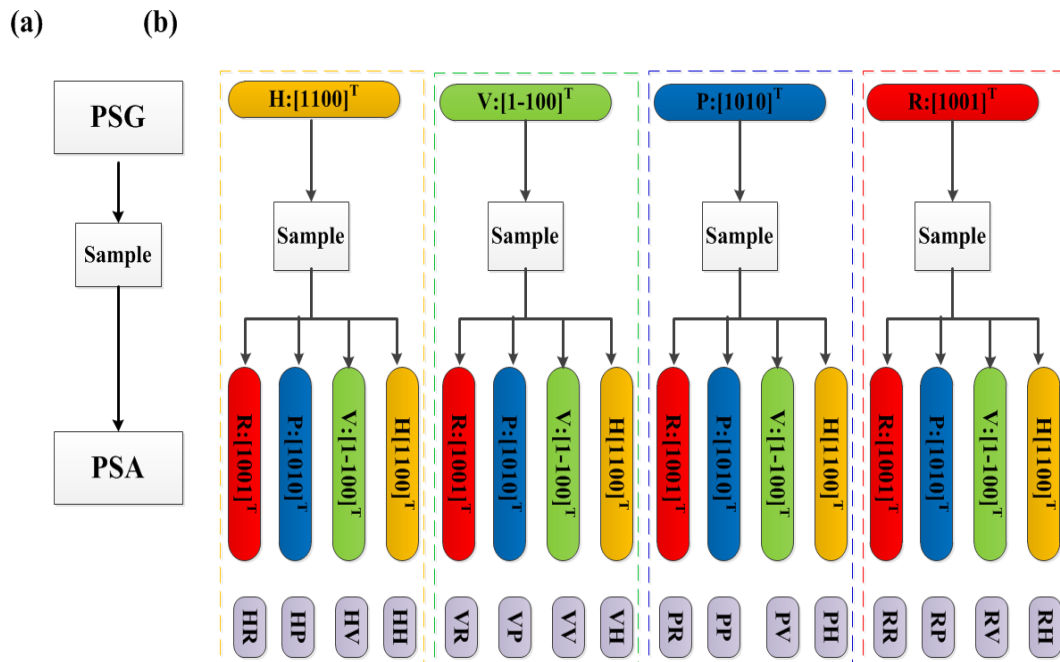 (a)
(b)
PSG
Sample
PSA
H:[1100]^T
V:[1-100]^T
P:[1010]^T
R:[1001]^T
Sample
Sample
Sample
Sample
R:[1001]^T
P:[1010]^T
V:[1-100]^T
H[1100]^T
R:[1001]^T
P:[1010]^T
V:[1-100]^T
H[1100]^T
R:[1001]^T
P:[1010]^T
V:[1-100]^T
H[1100]^T
R:[1001]^T
P:[1010]^T
V:[1-100]^T
H[1100]^T
HR
HP
HV
HH
VR
VP
VV
VH
PR
PP
PV
PH
RR
RP
RV
RH